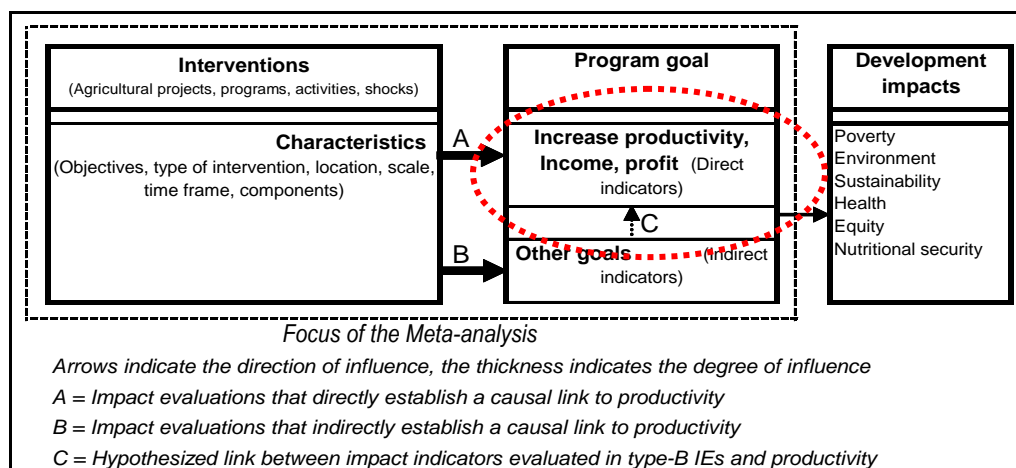 Interventions
(Agricultural projects, programs, activities, shocks)
Characteristics
(Objectives, type of intervention, location, scale,
time frame, components)
A
B
Program goal
Increase productivity,
Income, profit (Direct
indicators)
C
Other goals (Indirect
indicators)
Development
impacts
Poverty
Environment
Sustainability
Health
Equity
Nutritional security
Focus of the Meta-analysis
Arrows indicate the direction of influence, the thickness indicates the degree of influence
A = Impact evaluations that directly establish a causal link to productivity
B = Impact evaluations that indirectly establish a causal link to productivity
C = Hypothesized link between impact indicators evaluated in type-B IEs and productivity